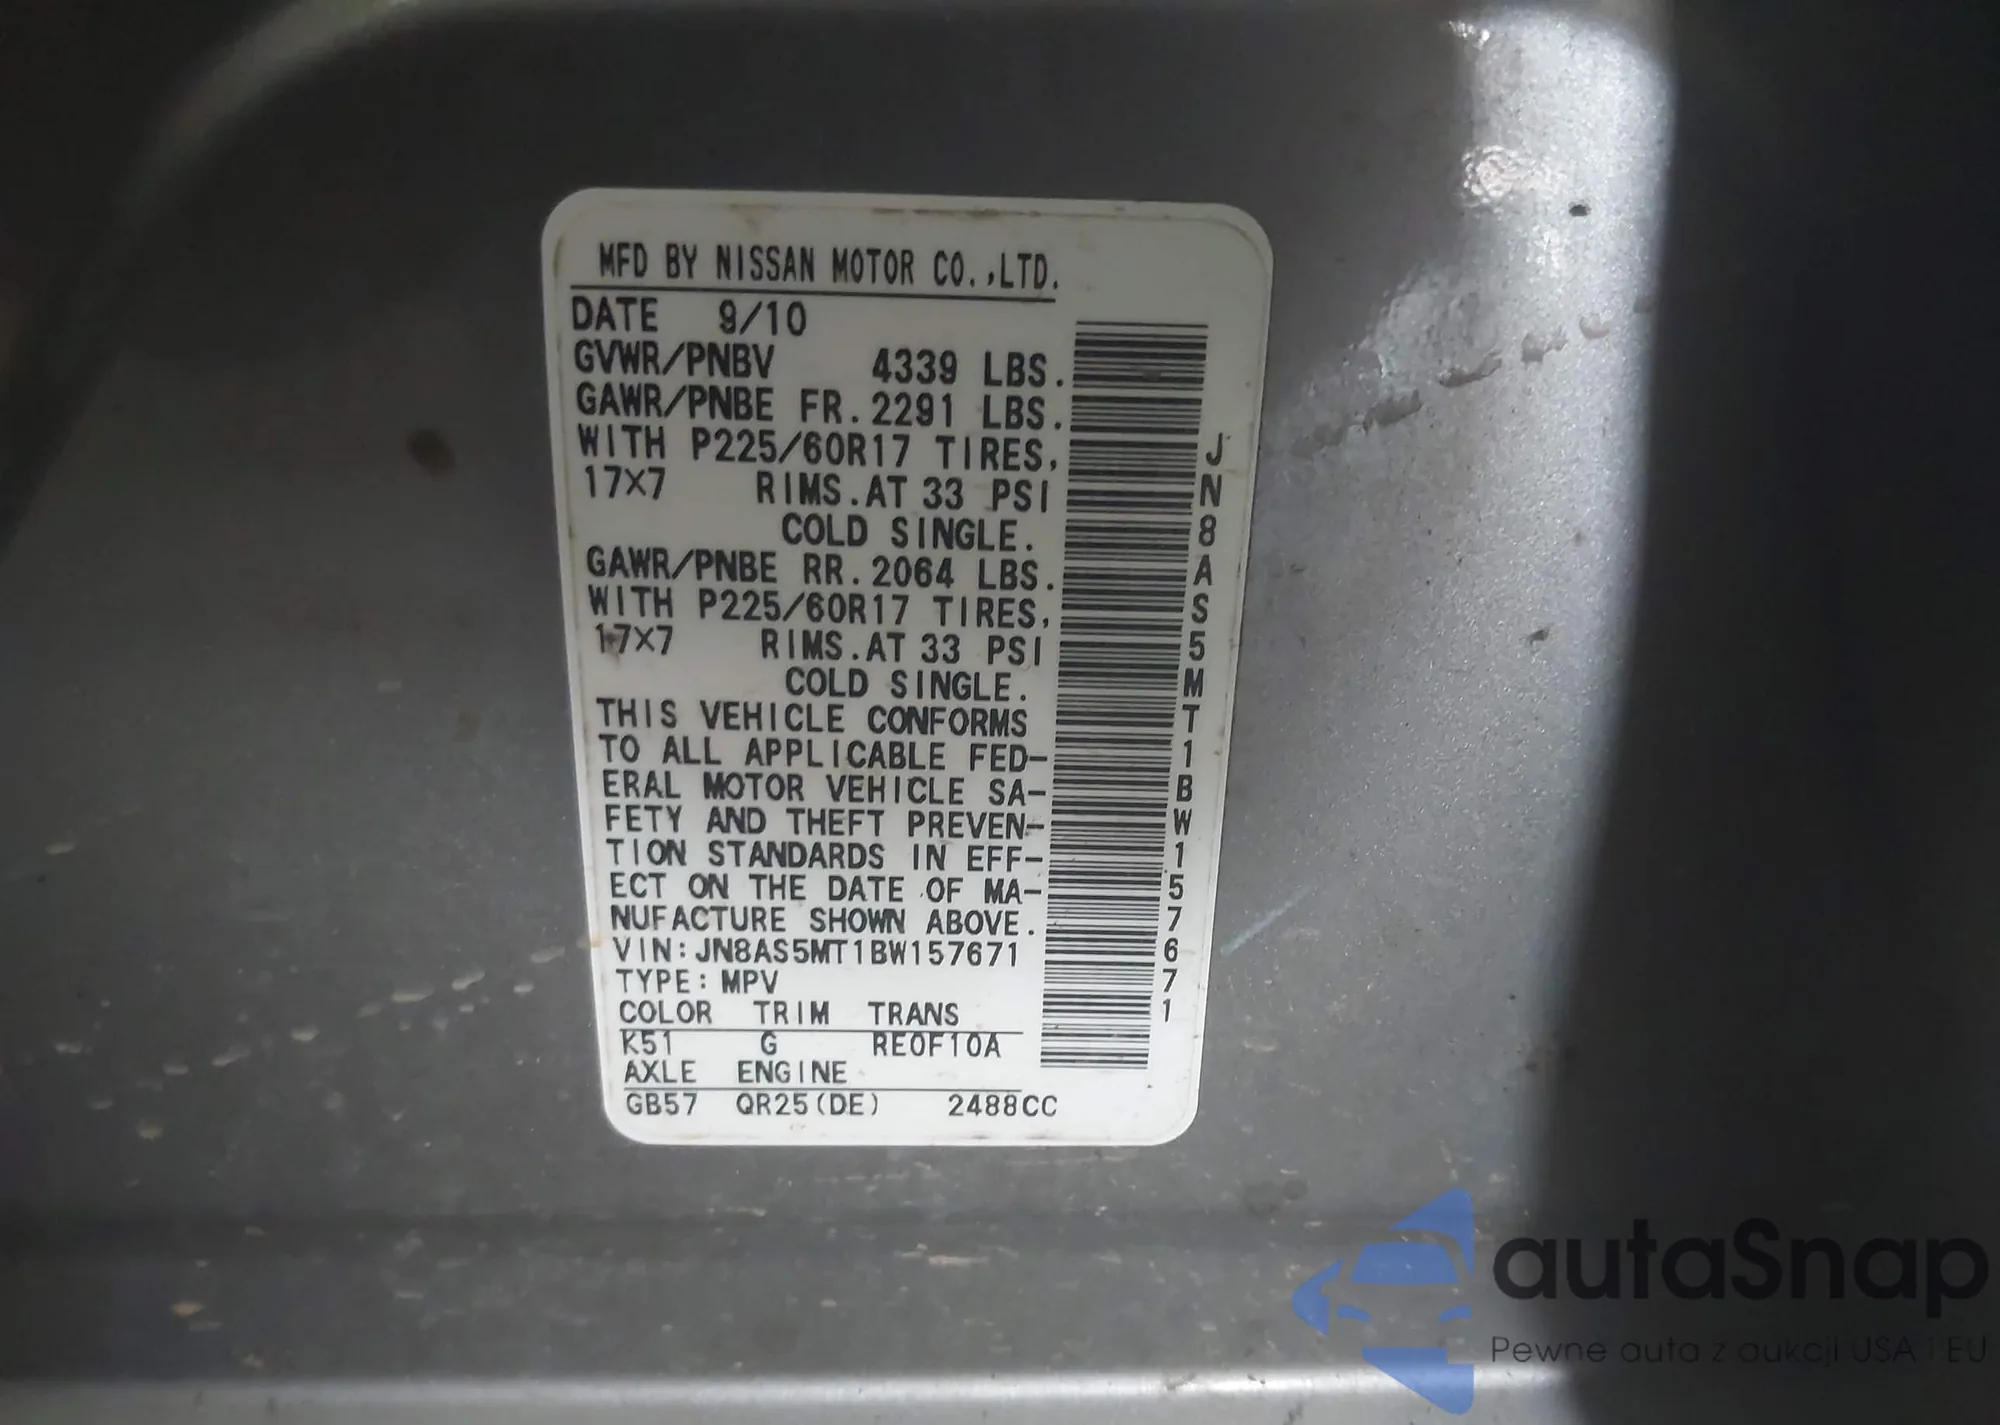 MFD BY NISSAN MOTOR CO.,LTD.
DATE 9/10
GVWR/PNBV 4339 LBS.
GAWR/PNBE FR.2291 LBS.
WITH P225/60R17 TIRES,
17X7 RIMS.AT 33 PSI
COLD SINGLE.
GAWR/PNBE RR.2064 LBS.
WITH P225/60R17 TIRES,
17X7 RIMS.AT 33 PSI
COLD SINGLE.
THIS VEHICLE CONFORMS
TO ALL APPLICABLE FED-
ERAL MOTOR VEHICLE SA-
FETY AND THEFT PREVEN-
TION STANDARDS IN EFF-
ECT ON THE DATE OF MA-
NUFACTURE SHOWN ABOVE.
VIN:JN8AS5MT1BW157671
TYPE:MPV
COLOR TRIM TRANS
K51 G RE0F10A
AXLE ENGINE
GB57 QR25(DE) 2488CC
JN8AS5MT1BW157671
autaSnap
Pewne auta z aukcji USA i EU